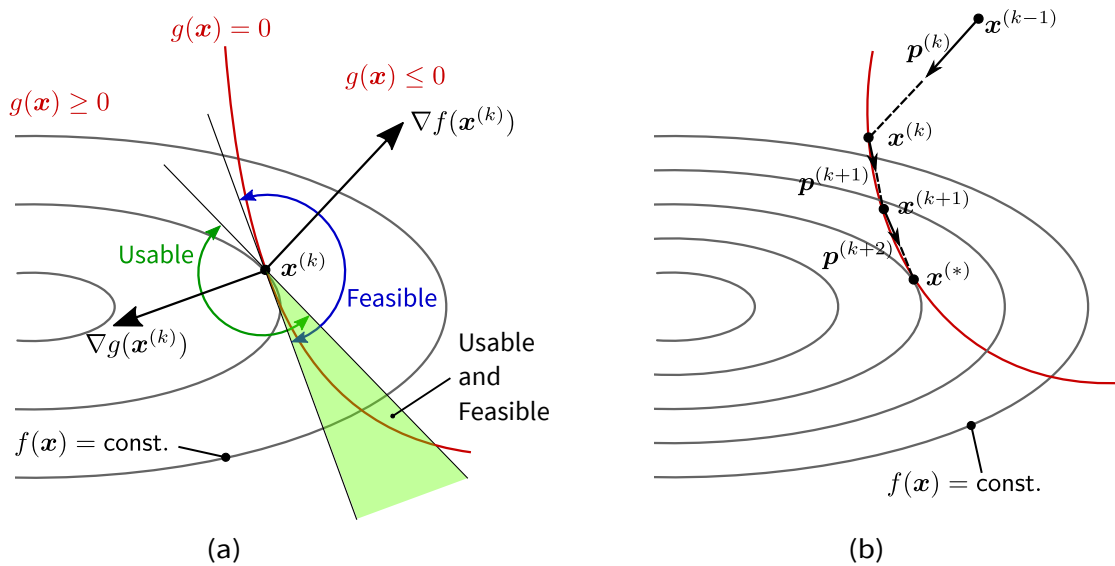 g(x) = 0
g(x) ≤ 0
g(x) ≥ 0
∇f(x^(k))
Usable
x^(k)
Feasible
∇g(x^(k))
Usable
and
Feasible
f(x) = const.
(a)
x^(k−1)
p^(k)
x^(k)
p^(k+1)
x^(k+1)
p^(k+2)
x^(*)
f(x) = const.
(b)